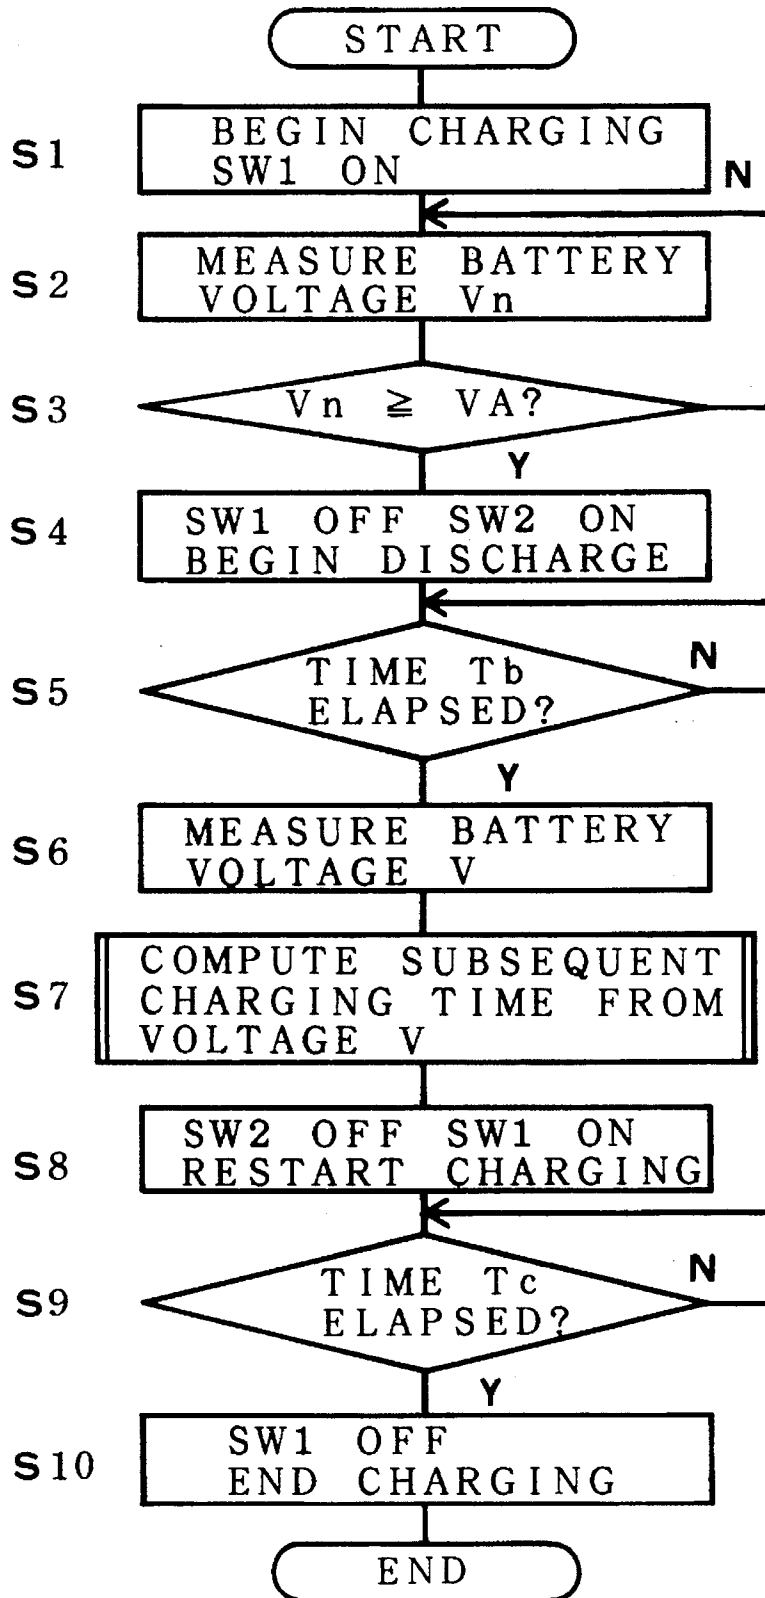 START
S1
BEGIN CHARGING
SW1 ON
N
S2
MEASURE BATTERY
VOLTAGE Vn
S3
Vn ≧ VA?
Y
S4
SW1 OFF SW2 ON
BEGIN DISCHARGE
S5
TIME Tb
ELAPSED?
N
Y
S6
MEASURE BATTERY
VOLTAGE V
S7
COMPUTE SUBSEQUENT
CHARGING TIME FROM
VOLTAGE V
S8
SW2 OFF SW1 ON
RESTART CHARGING
S9
TIME Tc
ELAPSED?
N
Y
S10
SW1 OFF
END CHARGING
END